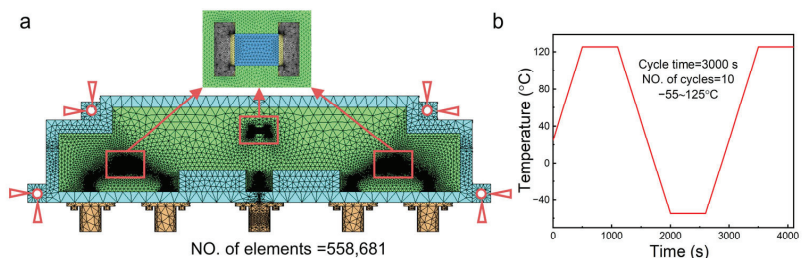 a
NO. of elements =558,681
b
Temperature (°C)
120
80
40
0
−40
Cycle time=3000 s
NO. of cycles=10
−55~125°C
0 1000 2000 3000 4000
Time (s)